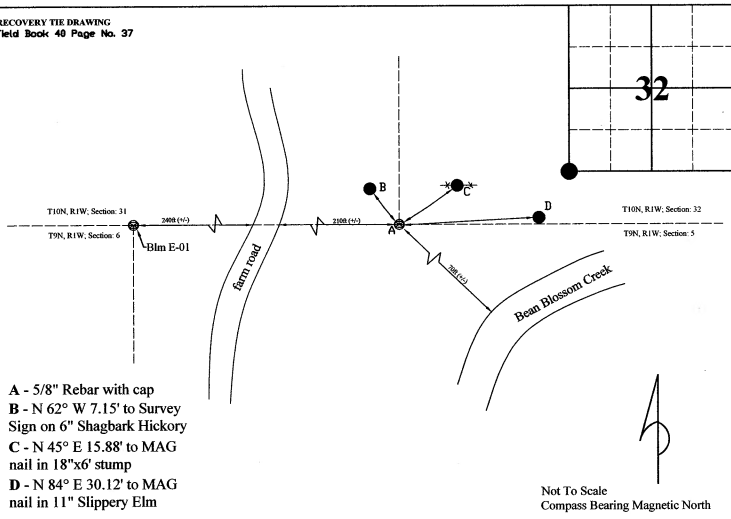 RECOVERY TIE DRAWING
Field Book 40 Page No. 37
32
B
C
D
T10N, R1W; Section: 31
240ft (+/-)
210ft (+/-)
T10N, R1W; Section: 32
A
T9N, R1W; Section: 6
T9N, R1W; Section: 5
Blm E-01
farm road
70ft (+/-)
Bean Blossom Creek
A - 5/8" Rebar with cap
B - N 62° W 7.15' to Survey
Sign on 6" Shagbark Hickory
C - N 45° E 15.88' to MAG
nail in 18"x6' stump
D - N 84° E 30.12' to MAG
nail in 11" Slippery Elm
Not To Scale
Compass Bearing Magnetic North